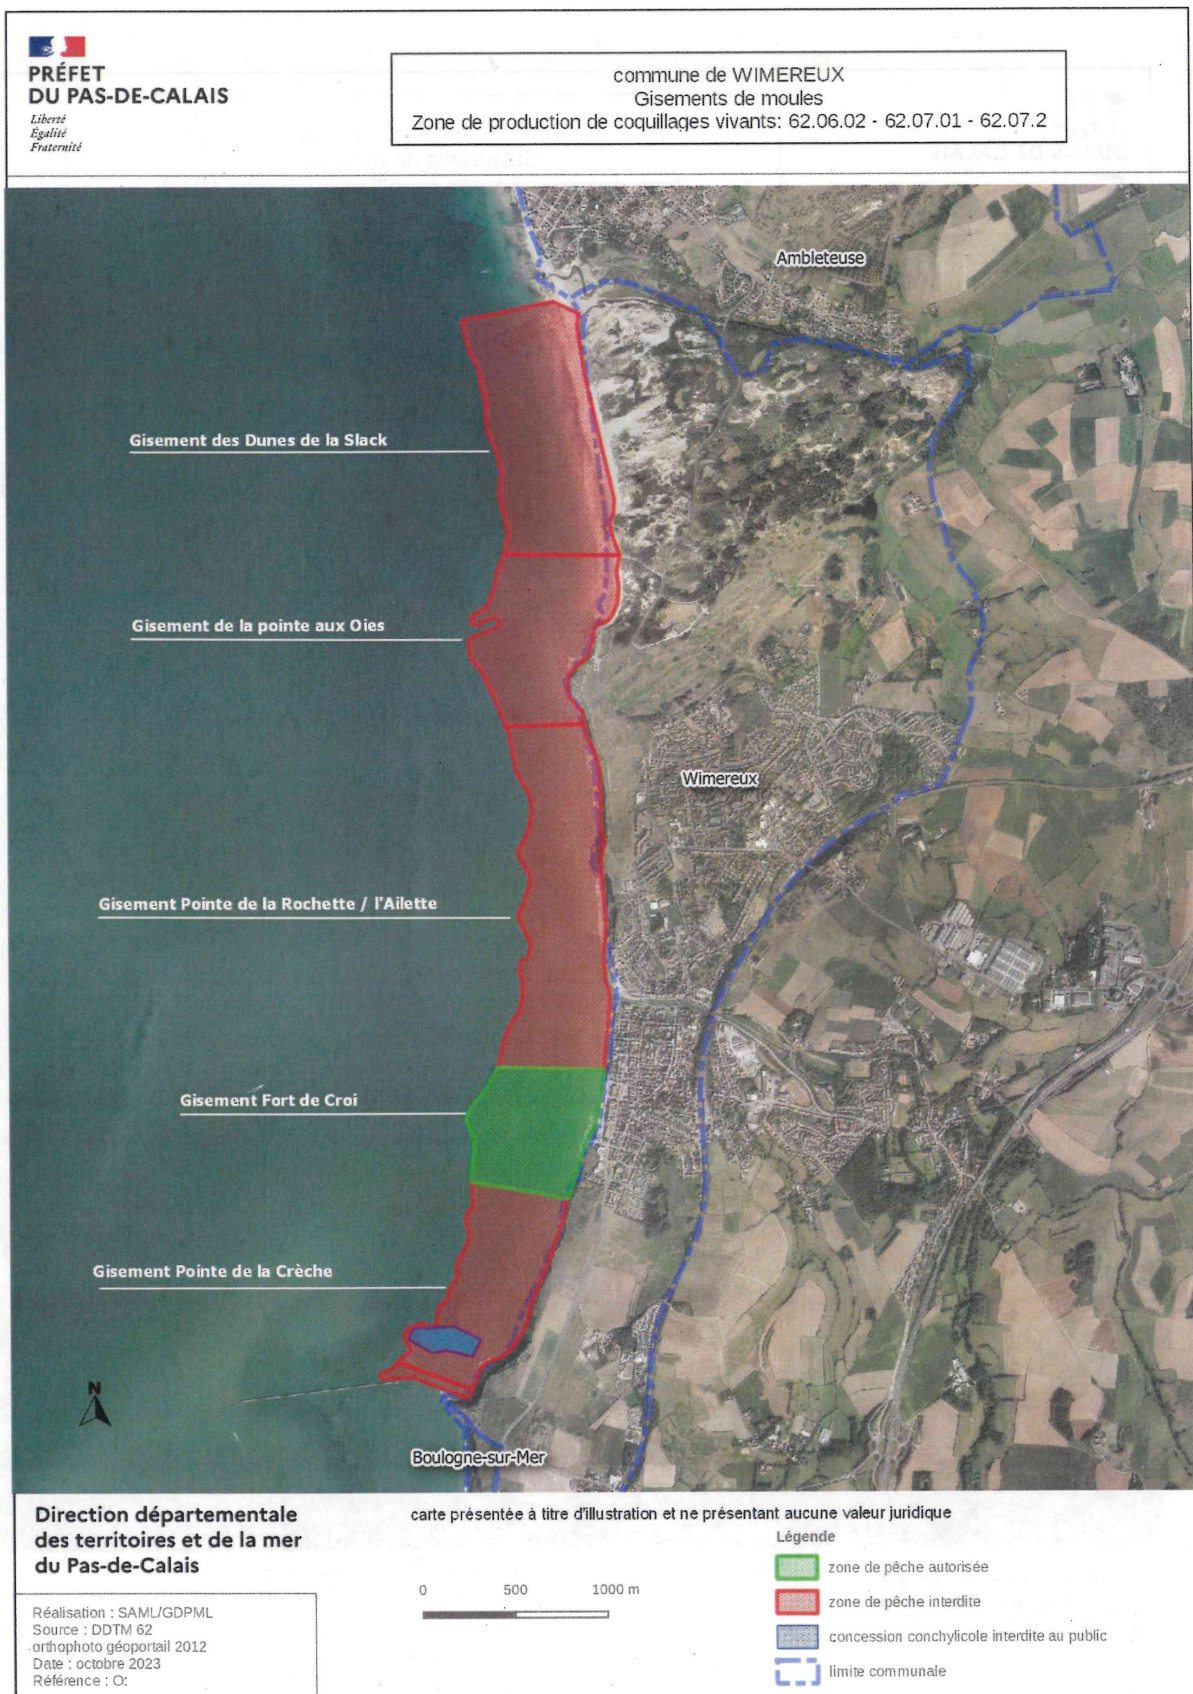 PRÉFET
DU PAS-DE-CALAIS
Liberté
Égalité
Fraternité
commune de WIMEREUX
Gisements de moules
Zone de production de coquillages vivants: 62.06.02 - 62.07.01 - 62.07.2
Ambleteuse
Gisement des Dunes de la Slack
Gisement de la pointe aux Oies
Wimereux
Gisement Pointe de la Rochette / l'Ailette
Gisement Fort de Croi
Gisement Pointe de la Crèche
N
Boulogne-sur-Mer
Direction départementale
des territoires et de la mer
du Pas-de-Calais
carte présentée à titre d'illustration et ne présentant aucune valeur juridique
Légende
zone de pêche autorisée
zone de pêche interdite
concession conchylicole interdite au public
limite communale
0 500 1000 m
Réalisation : SAML/GDPML
Source : DDTM 62
orthophoto géoportail 2012
Date : octobre 2023
Référence : O: